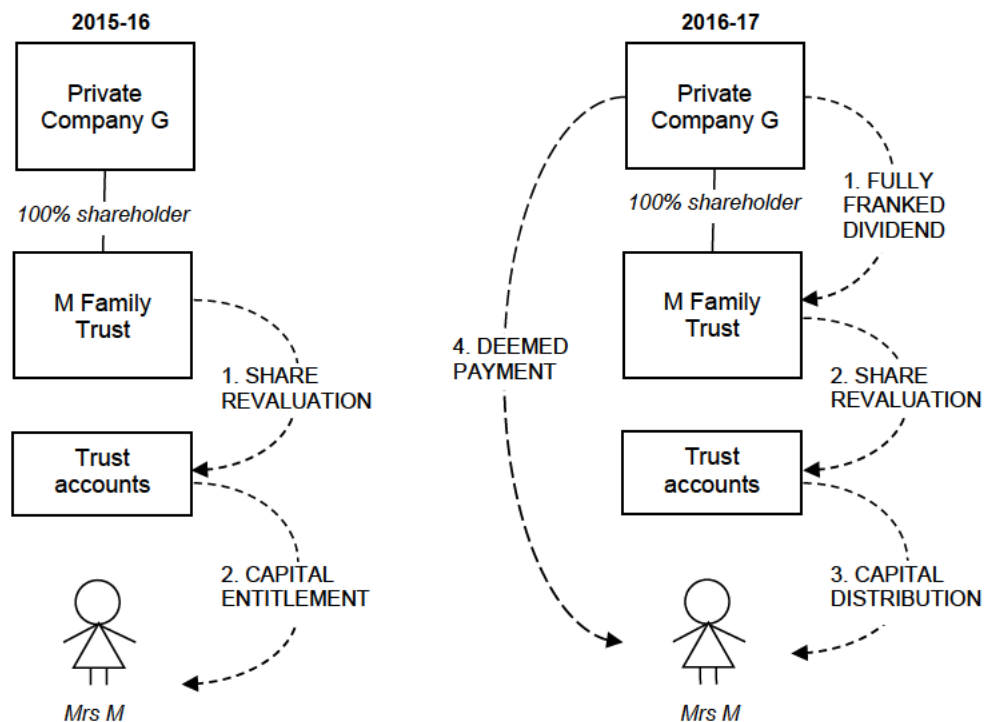 2015-16
Private
Company G
100% shareholder
M Family
Trust
1. SHARE
REVALUATION
Trust
accounts
2. CAPITAL
ENTITLEMENT
Mrs M
2016-17
Private
Company G
1. FULLY
FRANKED
DIVIDEND
100% shareholder
M Family
Trust
4. DEEMED
PAYMENT
2. SHARE
REVALUATION
Trust
accounts
3. CAPITAL
DISTRIBUTION
Mrs M